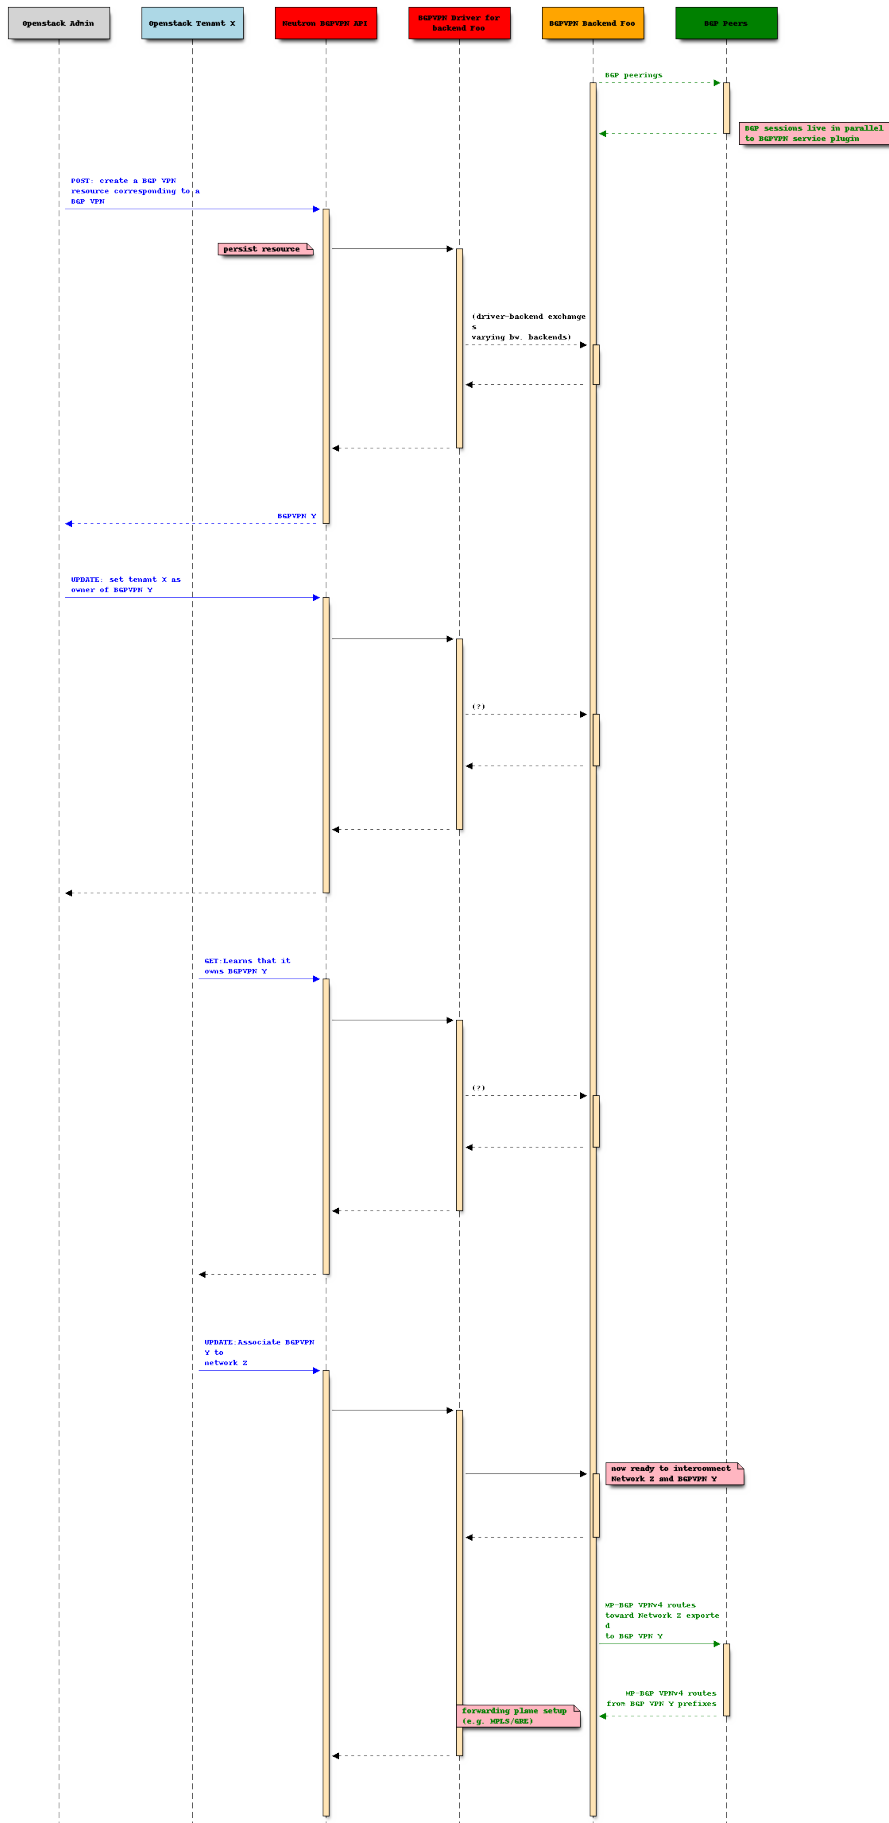 Openstack Admin
Openstack Tenant X
Neutron BGPVPN API
BGPVPN Driver for
backend Foo
BGPVPN Backend Foo
BGP Peers
BGP peerings
BGP sessions live in parallel
to BGPVPN service plugin
POST: create a BGP VPN
resource corresponding to a
BGP VPN
persist resource
(driver-backend exchange
s
varying bw. backends)
BGPVPN Y
UPDATE: set tenant X as
owner of BGPVPN Y
(?)
GET:Learns that it
owns BGPVPN Y
(?)
UPDATE:Associate BGPVPN
Y to
network Z
now ready to interconnect
Network Z and BGPVPN Y
MP-BGP VPNv4 routes
toward Network Z exporte
d
to BGP VPN Y
MP-BGP VPNv4 routes
from BGP VPN Y prefixes
forwarding plane setup
(e.g. MPLS/GRE)